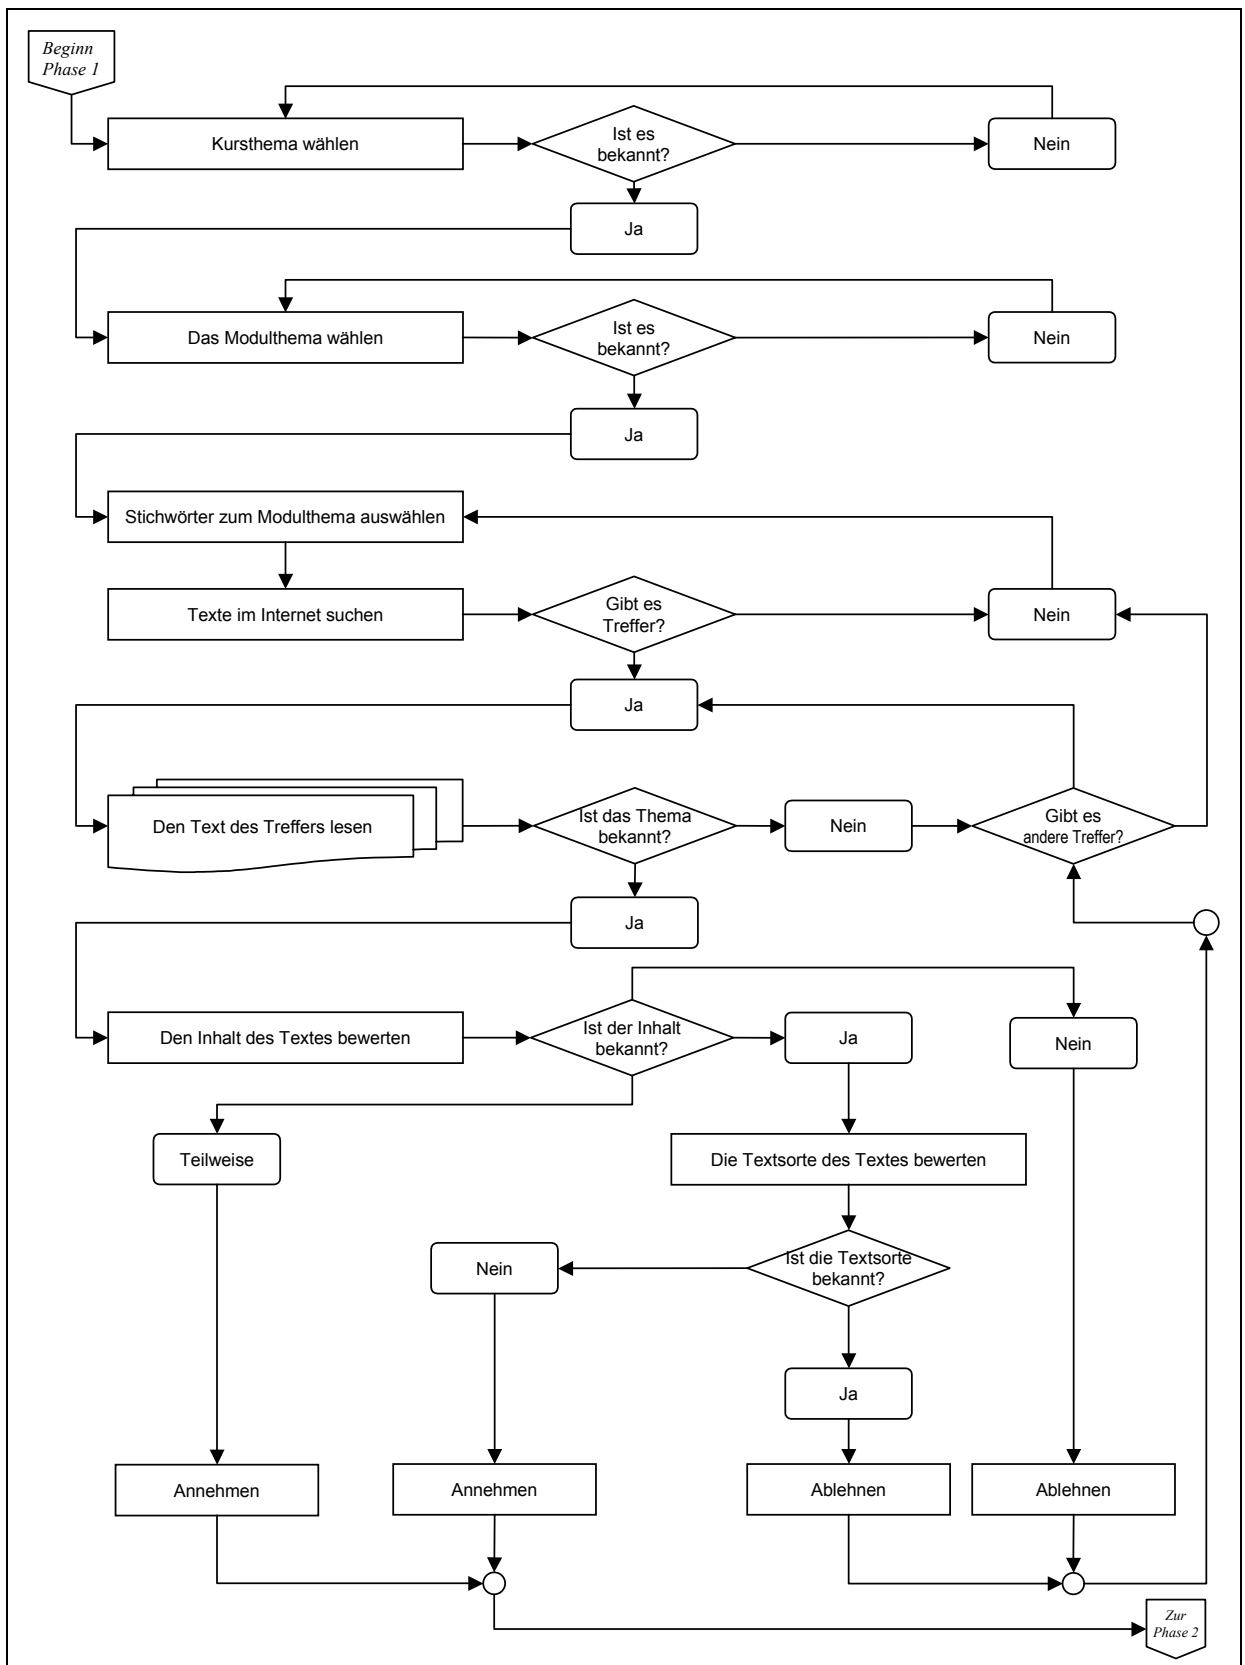 Beginn
Phase 1
Kursthema wählen
Ist es
bekannt?
Nein
Ja
Das Modulthema wählen
Ist es
bekannt?
Nein
Ja
Stichwörter zum Modulthema auswählen
Texte im Internet suchen
Gibt es
Treffer?
Nein
Ja
Den Text des Treffers lesen
Ist das Thema
bekannt?
Nein
Gibt es
andere Treffer?
Ja
Den Inhalt des Textes bewerten
Ist der Inhalt
bekannt?
Ja
Nein
Teilweise
Die Textsorte des Textes bewerten
Nein
Ist die Textsorte
bekannt?
Ja
Annehmen
Annehmen
Ablehnen
Ablehnen
Zur
Phase 2